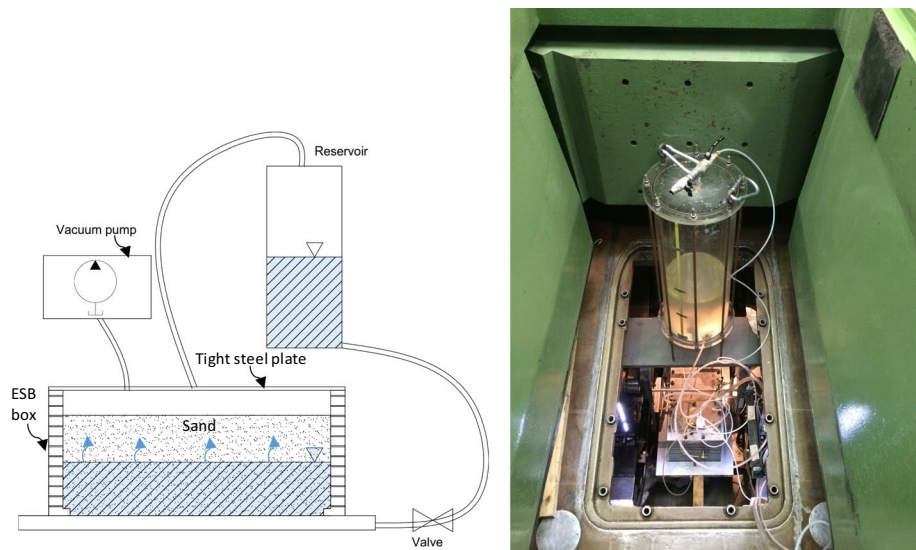 Reservoir
Vacuum pump
Tight steel plate
ESB
box
Sand
Valve